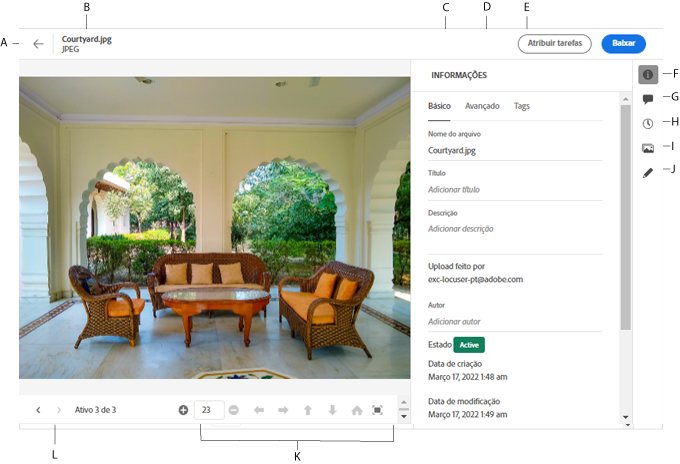 B
C
D
E
A
Courtyard.jpg
JPEG
Atribuir tarefas
Baixar
INFORMAÇÕES
F
G
H
I
J
Básico Avançado Tags
Nome do arquivo
Courtyard.jpg
Título
Adicionar título
Descrição
Adicionar descrição
Upload feito por
exc-locuser-pt@adobe.com
Autor
Adicionar autor
Estado Active
Data de criação
Março 17, 2022 1:48 am
Data de modificação
Março 17, 2022 1:49 am
Ativo 3 de 3
23
L
K